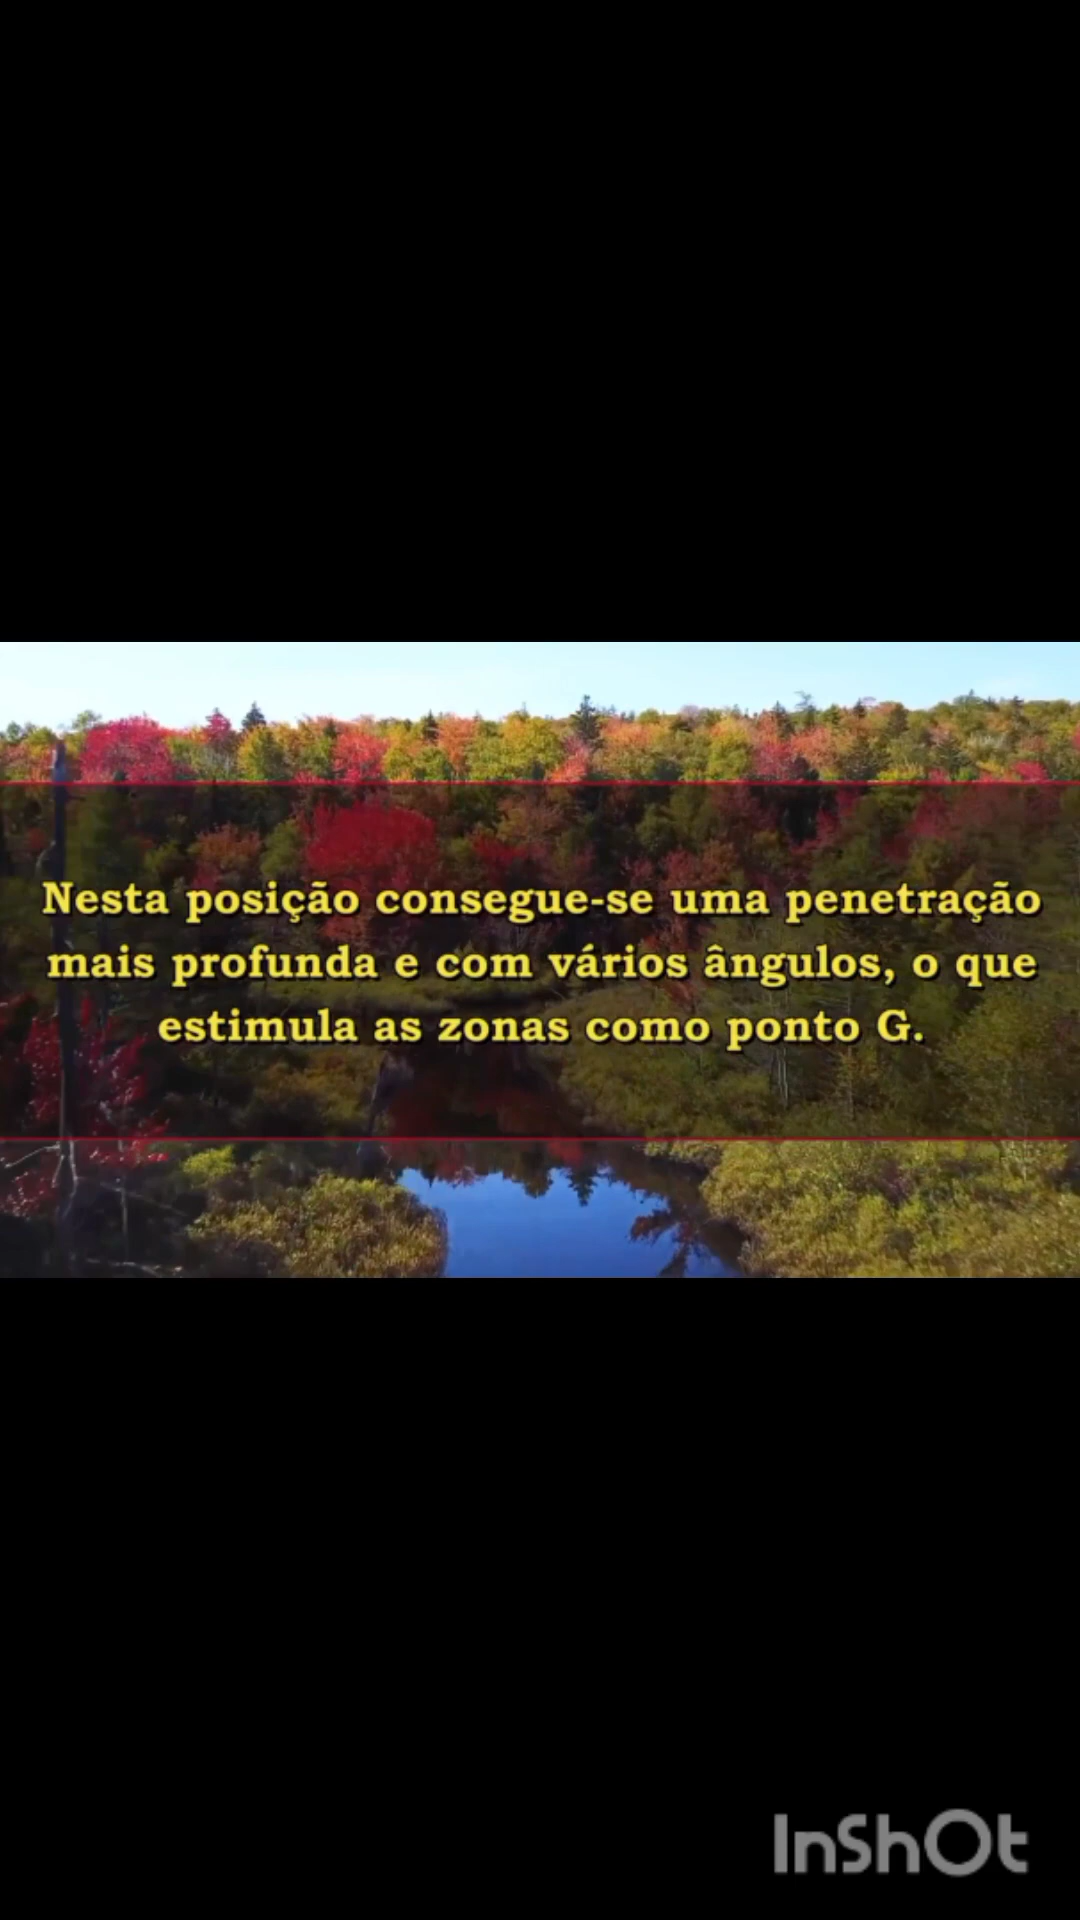 Nesta posição consegue-se uma penetração
mais profunda e com vários ângulos, o que
estimula as zonas como ponto G.
InShOt